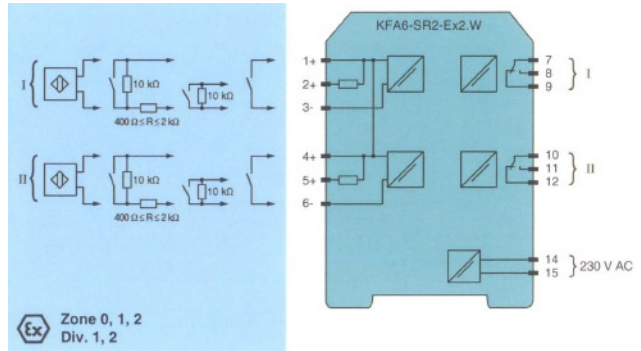 KFA6-SR2-Ex2.W
I
10 kΩ
10 kΩ
400 Ω ≤ R ≤ 2 kΩ
1+
2+
3-
7
8
9
I
II
10 kΩ
10 kΩ
400 Ω ≤ R ≤ 2 kΩ
4+
5+
6-
10
11
12
II
14
15
230 V AC
Ex
Zone 0, 1, 2
Div. 1, 2